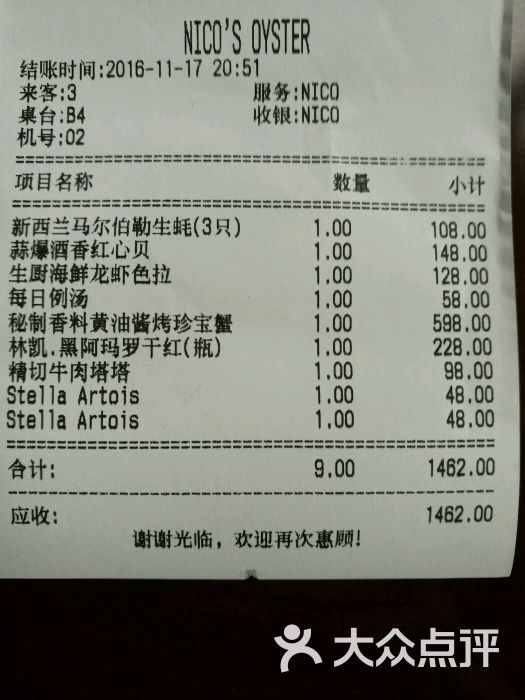 NICO'S OYSTER
结账时间:2016-11-17 20:51
来客:3 服务:NICO
桌台:B4 收银:NICO
机号:02
项目名称 数量 小计
新西兰马尔伯勒生蚝(3只) 1.00 108.00
蒜爆酒香红心贝 1.00 148.00
生厨海鲜龙虾色拉 1.00 128.00
每日例汤 1.00 58.00
秘制香料黄油酱烤珍宝蟹 1.00 598.00
林凯.黑阿玛罗干红(瓶) 1.00 228.00
精切牛肉塔塔 1.00 98.00
Stella Artois 1.00 48.00
Stella Artois 1.00 48.00
合计: 9.00 1462.00
应收: 1462.00
谢谢光临, 欢迎再次惠顾!
大众点评